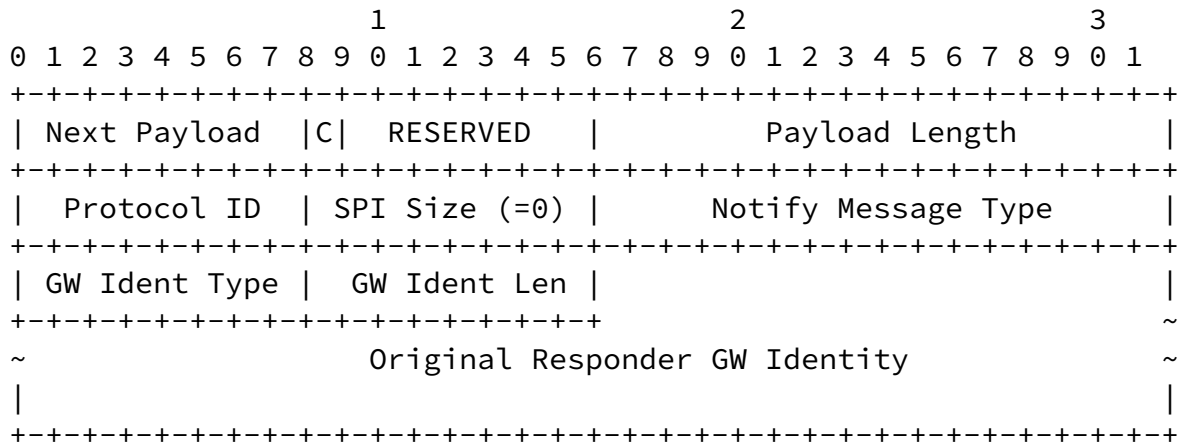 1                   2                   3
0 1 2 3 4 5 6 7 8 9 0 1 2 3 4 5 6 7 8 9 0 1 2 3 4 5 6 7 8 9 0 1
+-+-+-+-+-+-+-+-+-+-+-+-+-+-+-+-+-+-+-+-+-+-+-+-+-+-+-+-+-+-+-+-+
| Next Payload  |C|  RESERVED   |         Payload Length        |
+-+-+-+-+-+-+-+-+-+-+-+-+-+-+-+-+-+-+-+-+-+-+-+-+-+-+-+-+-+-+-+-+
|  Protocol ID  | SPI Size (=0) |      Notify Message Type      |
+-+-+-+-+-+-+-+-+-+-+-+-+-+-+-+-+-+-+-+-+-+-+-+-+-+-+-+-+-+-+-+-+
| GW Ident Type |  GW Ident Len |                               |
+-+-+-+-+-+-+-+-+-+-+-+-+-+-+-+-+                               ~
~                   Original Responder GW Identity              ~
|                                                               |
+-+-+-+-+-+-+-+-+-+-+-+-+-+-+-+-+-+-+-+-+-+-+-+-+-+-+-+-+-+-+-+-+